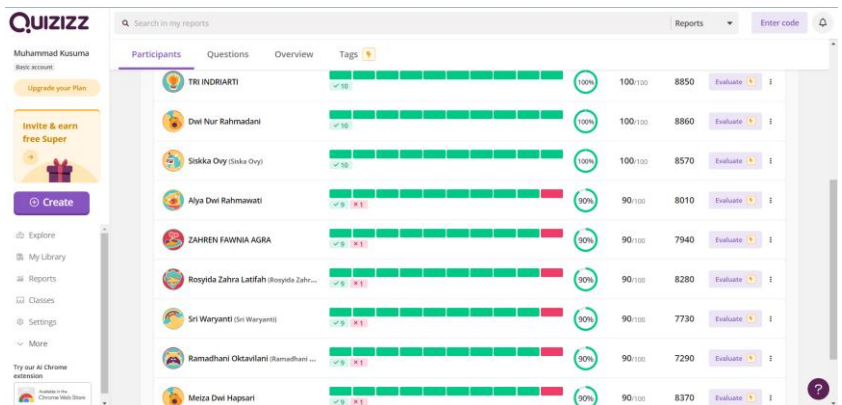 QUIZIZZ
Search in my reports
Reports
Enter code
Muhammad Kusuma
Basic account
Upgrade your Plan
Invite & earn
free Super
Create
Explore
My Library
Reports
Classes
Settings
More
Try our AI Chrome
extension
Available in the
Chrome Web Store
Participants Questions Overview Tags
TRI INDRIARTI 100% 100/100 8850 Evaluate
✓ 10
Dwi Nur Rahmadani 100% 100/100 8860 Evaluate
✓ 10
Siskka Ovy (Siska Ovy) 100% 100/100 8570 Evaluate
✓ 10
Alya Dwi Rahmawati 90% 90/100 8010 Evaluate
✓ 9 × 1
ZAHREN FAWNIA AGRA 90% 90/100 7940 Evaluate
✓ 9 × 1
Rosyida Zahra Latifah (Rosyida Zahr... 90% 90/100 8280 Evaluate
✓ 9 × 1
Sri Waryanti (Sri Waryanti) 90% 90/100 7730 Evaluate
✓ 9 × 1
Ramadhani Oktavilani (Ramadhani ... 90% 90/100 7290 Evaluate
✓ 9 × 1
Meiza Dwi Hapsari 90% 90/100 8370 Evaluate
✓ 9 × 1
?